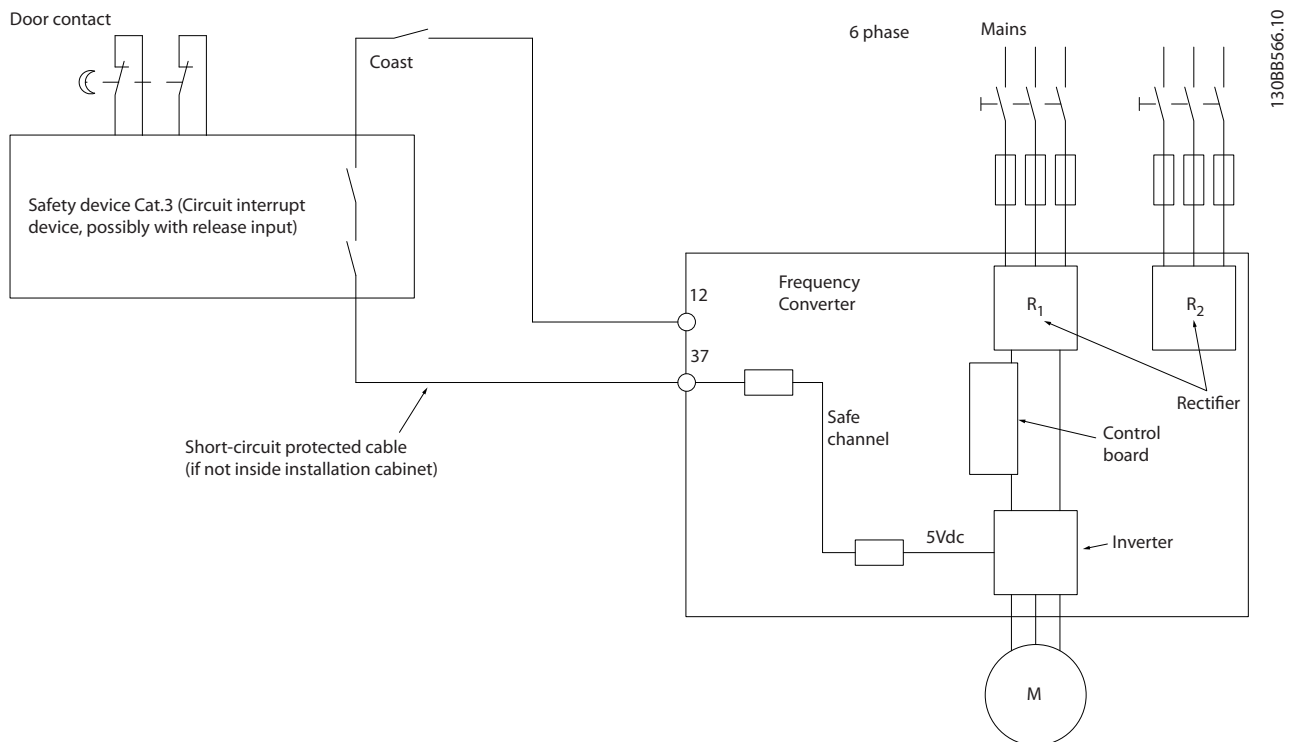 Door contact
Coast
6 phase
Mains
130BB566.10
Safety device Cat.3 (Circuit interrupt
device, possibly with release input)
12
Frequency
Converter
R1
R2
37
Safe
channel
Rectifier
Control
board
Short-circuit protected cable
(if not inside installation cabinet)
5Vdc
Inverter
M